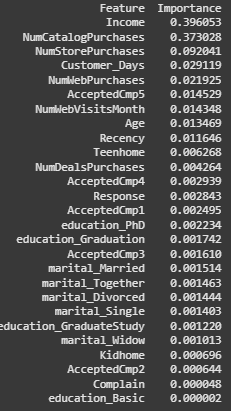 Feature Importance
Income 0.396053
NumCatalogPurchases 0.373028
NumStorePurchases 0.092041
Customer_Days 0.029119
NumWebPurchases 0.021925
AcceptedCmp5 0.014529
NumWebVisitsMonth 0.014348
Age 0.013469
Recency 0.011646
Teenhome 0.006268
NumDealsPurchases 0.004264
AcceptedCmp4 0.002939
Response 0.002843
AcceptedCmp1 0.002495
education_PhD 0.002234
education_Graduation 0.001742
AcceptedCmp3 0.001610
marital_Married 0.001514
marital_Together 0.001463
marital_Divorced 0.001444
marital_Single 0.001403
education_GraduateStudy 0.001220
marital_Widow 0.001013
Kidhome 0.000696
AcceptedCmp2 0.000644
Complain 0.000048
education_Basic 0.000002